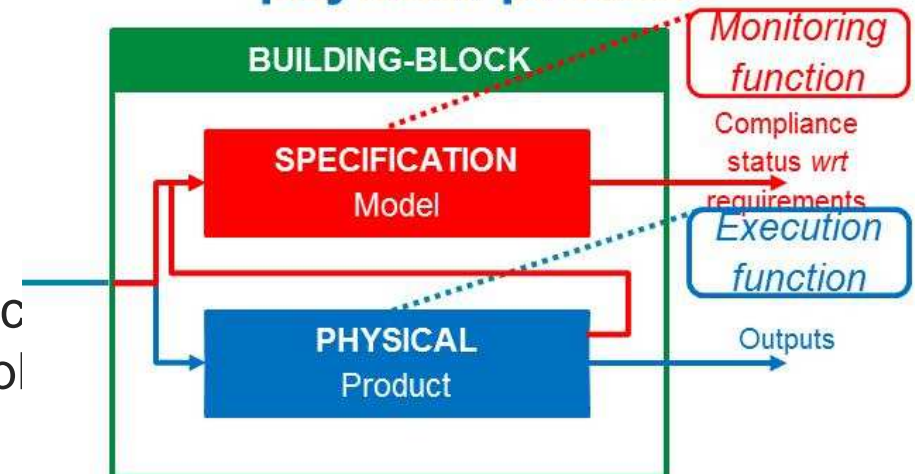 BUILDING-BLOCK
Monitoring
function
SPECIFICATION
Model
Compliance
status wrt
requirements
Execution
function
PHYSICAL
Product
Outputs